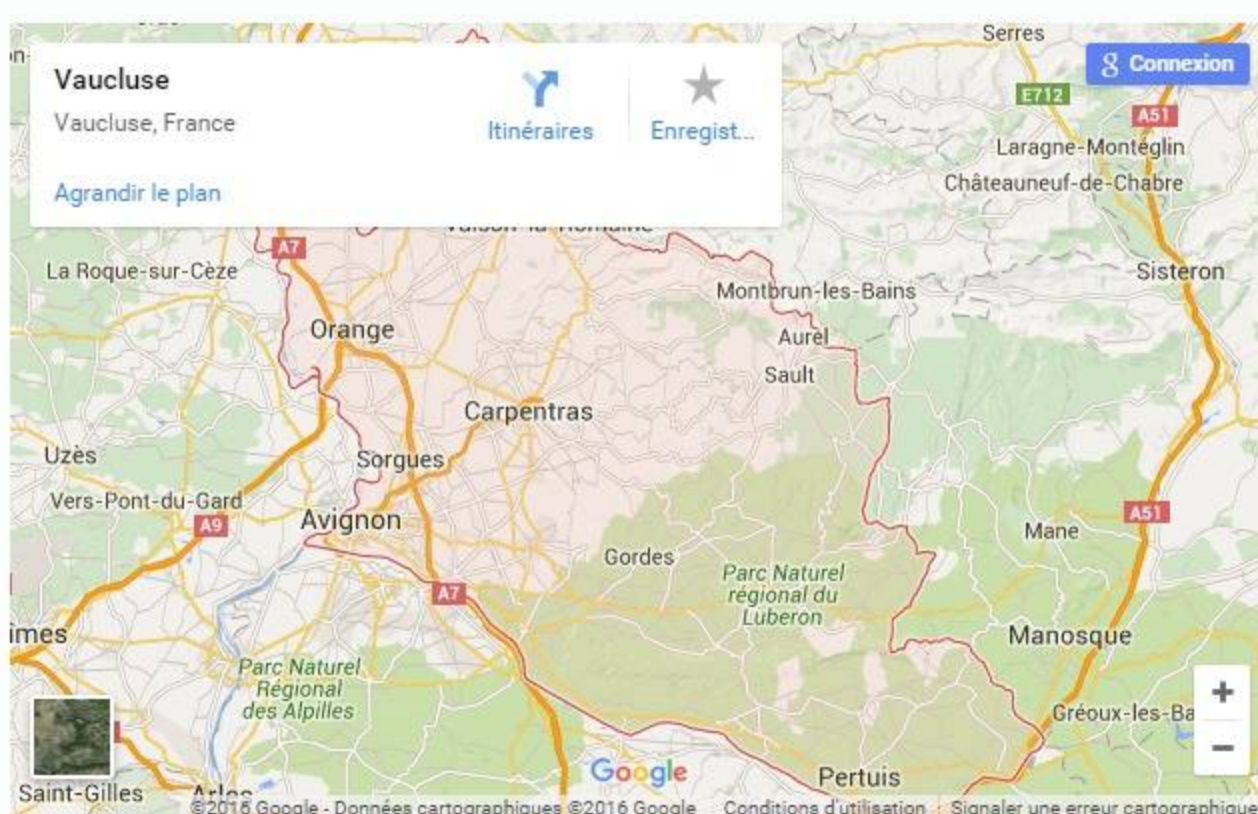 Serres
Vaucluse
Vaucluse, France
Itinéraires
Enregist...
Agrandir le plan
g Connexion
E712
A51
Laragne-Montéglin
Châteauneuf-de-Chabre
A7
La Roque-sur-Cèze
Sisteron
Montbrun-les-Bains
Orange
Aurel
Sault
Carpentras
Uzès
Sorgues
Vers-Pont-du-Gard
A9
Avignon
A51
Mane
Gordes
Parc Naturel
régional du
Luberon
A7
imes
Manosque
Parc Naturel
Régional
des Alpilles
+
Gréoux-les-Ba
−
Google
Pertuis
Saint-Gilles
Arles
©2016 Google - Données cartographiques ©2016 Google
Conditions d'utilisation
Signaler une erreur cartographique